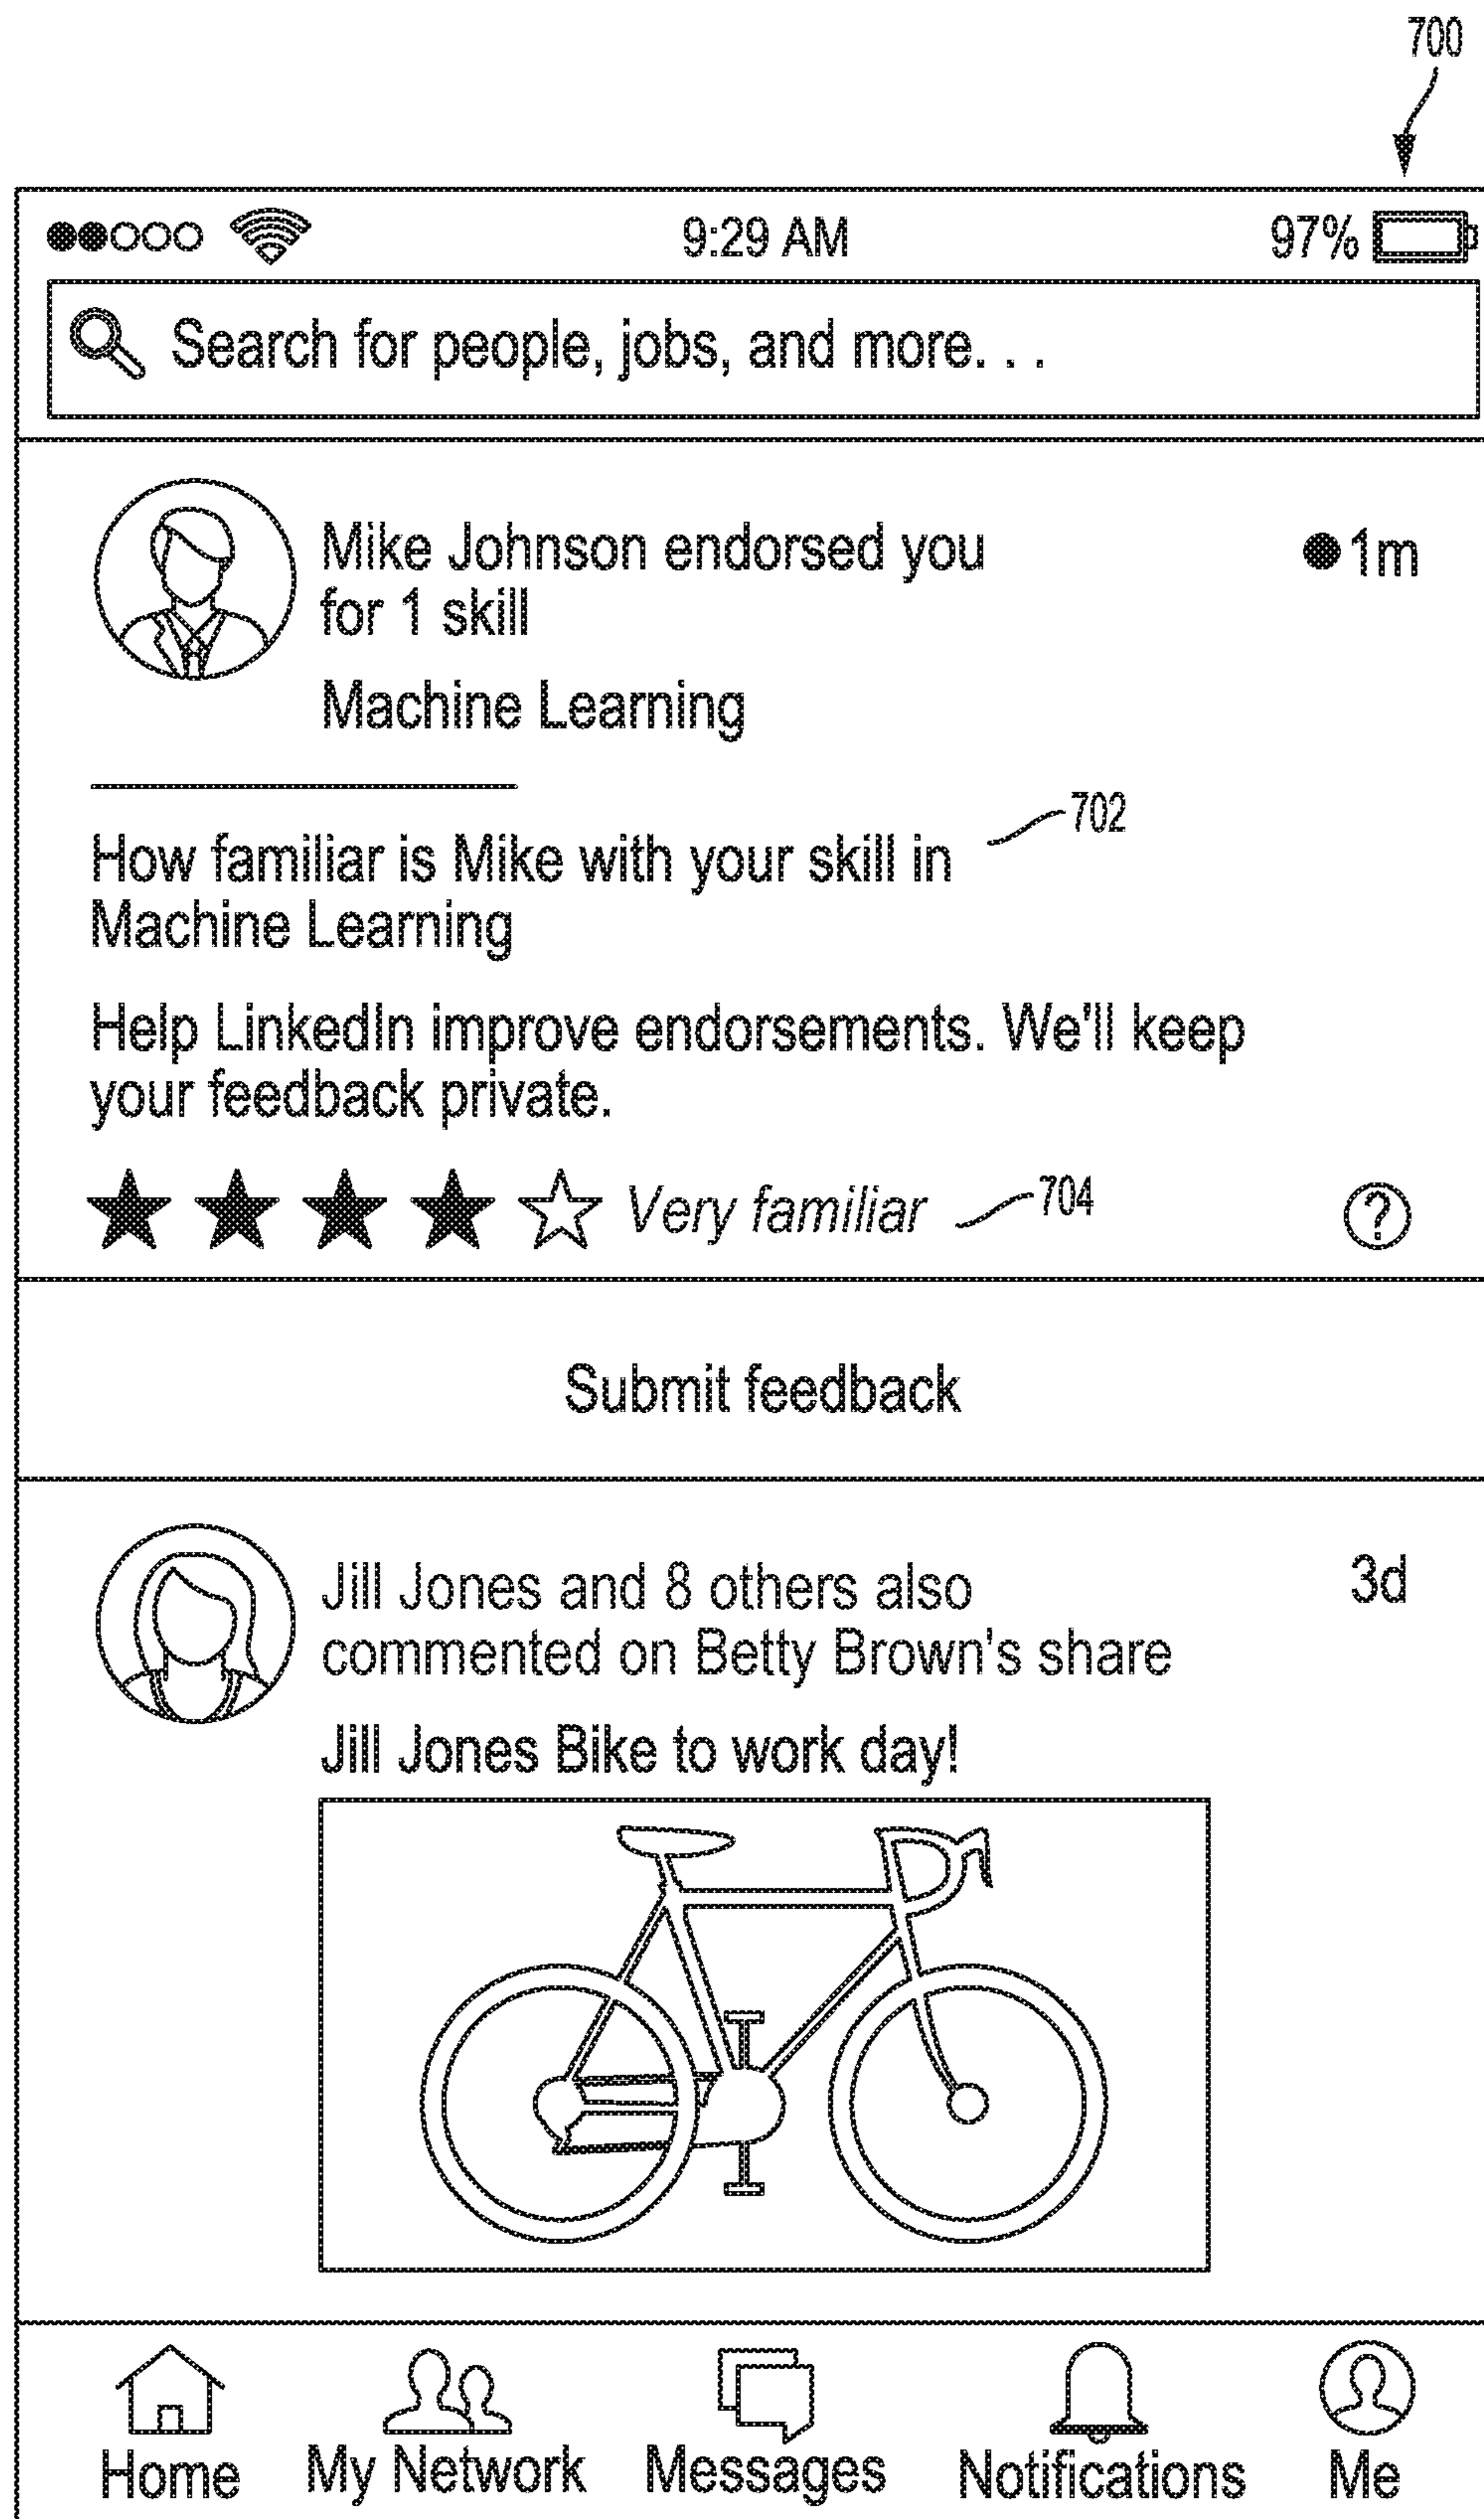 700
9:29 AM 97%
Search for people, jobs, and more. . .
Mike Johnson endorsed you 1m
for 1 skill
Machine Learning
702
How familiar is Mike with your skill in
Machine Learning
Help LinkedIn improve endorsements. We'll keep
your feedback private.
Very familiar 704 ?
Submit feedback
Jill Jones and 8 others also 3d
commented on Betty Brown's share
Jill Jones Bike to work day!
Home My Network Messages Notifications Me